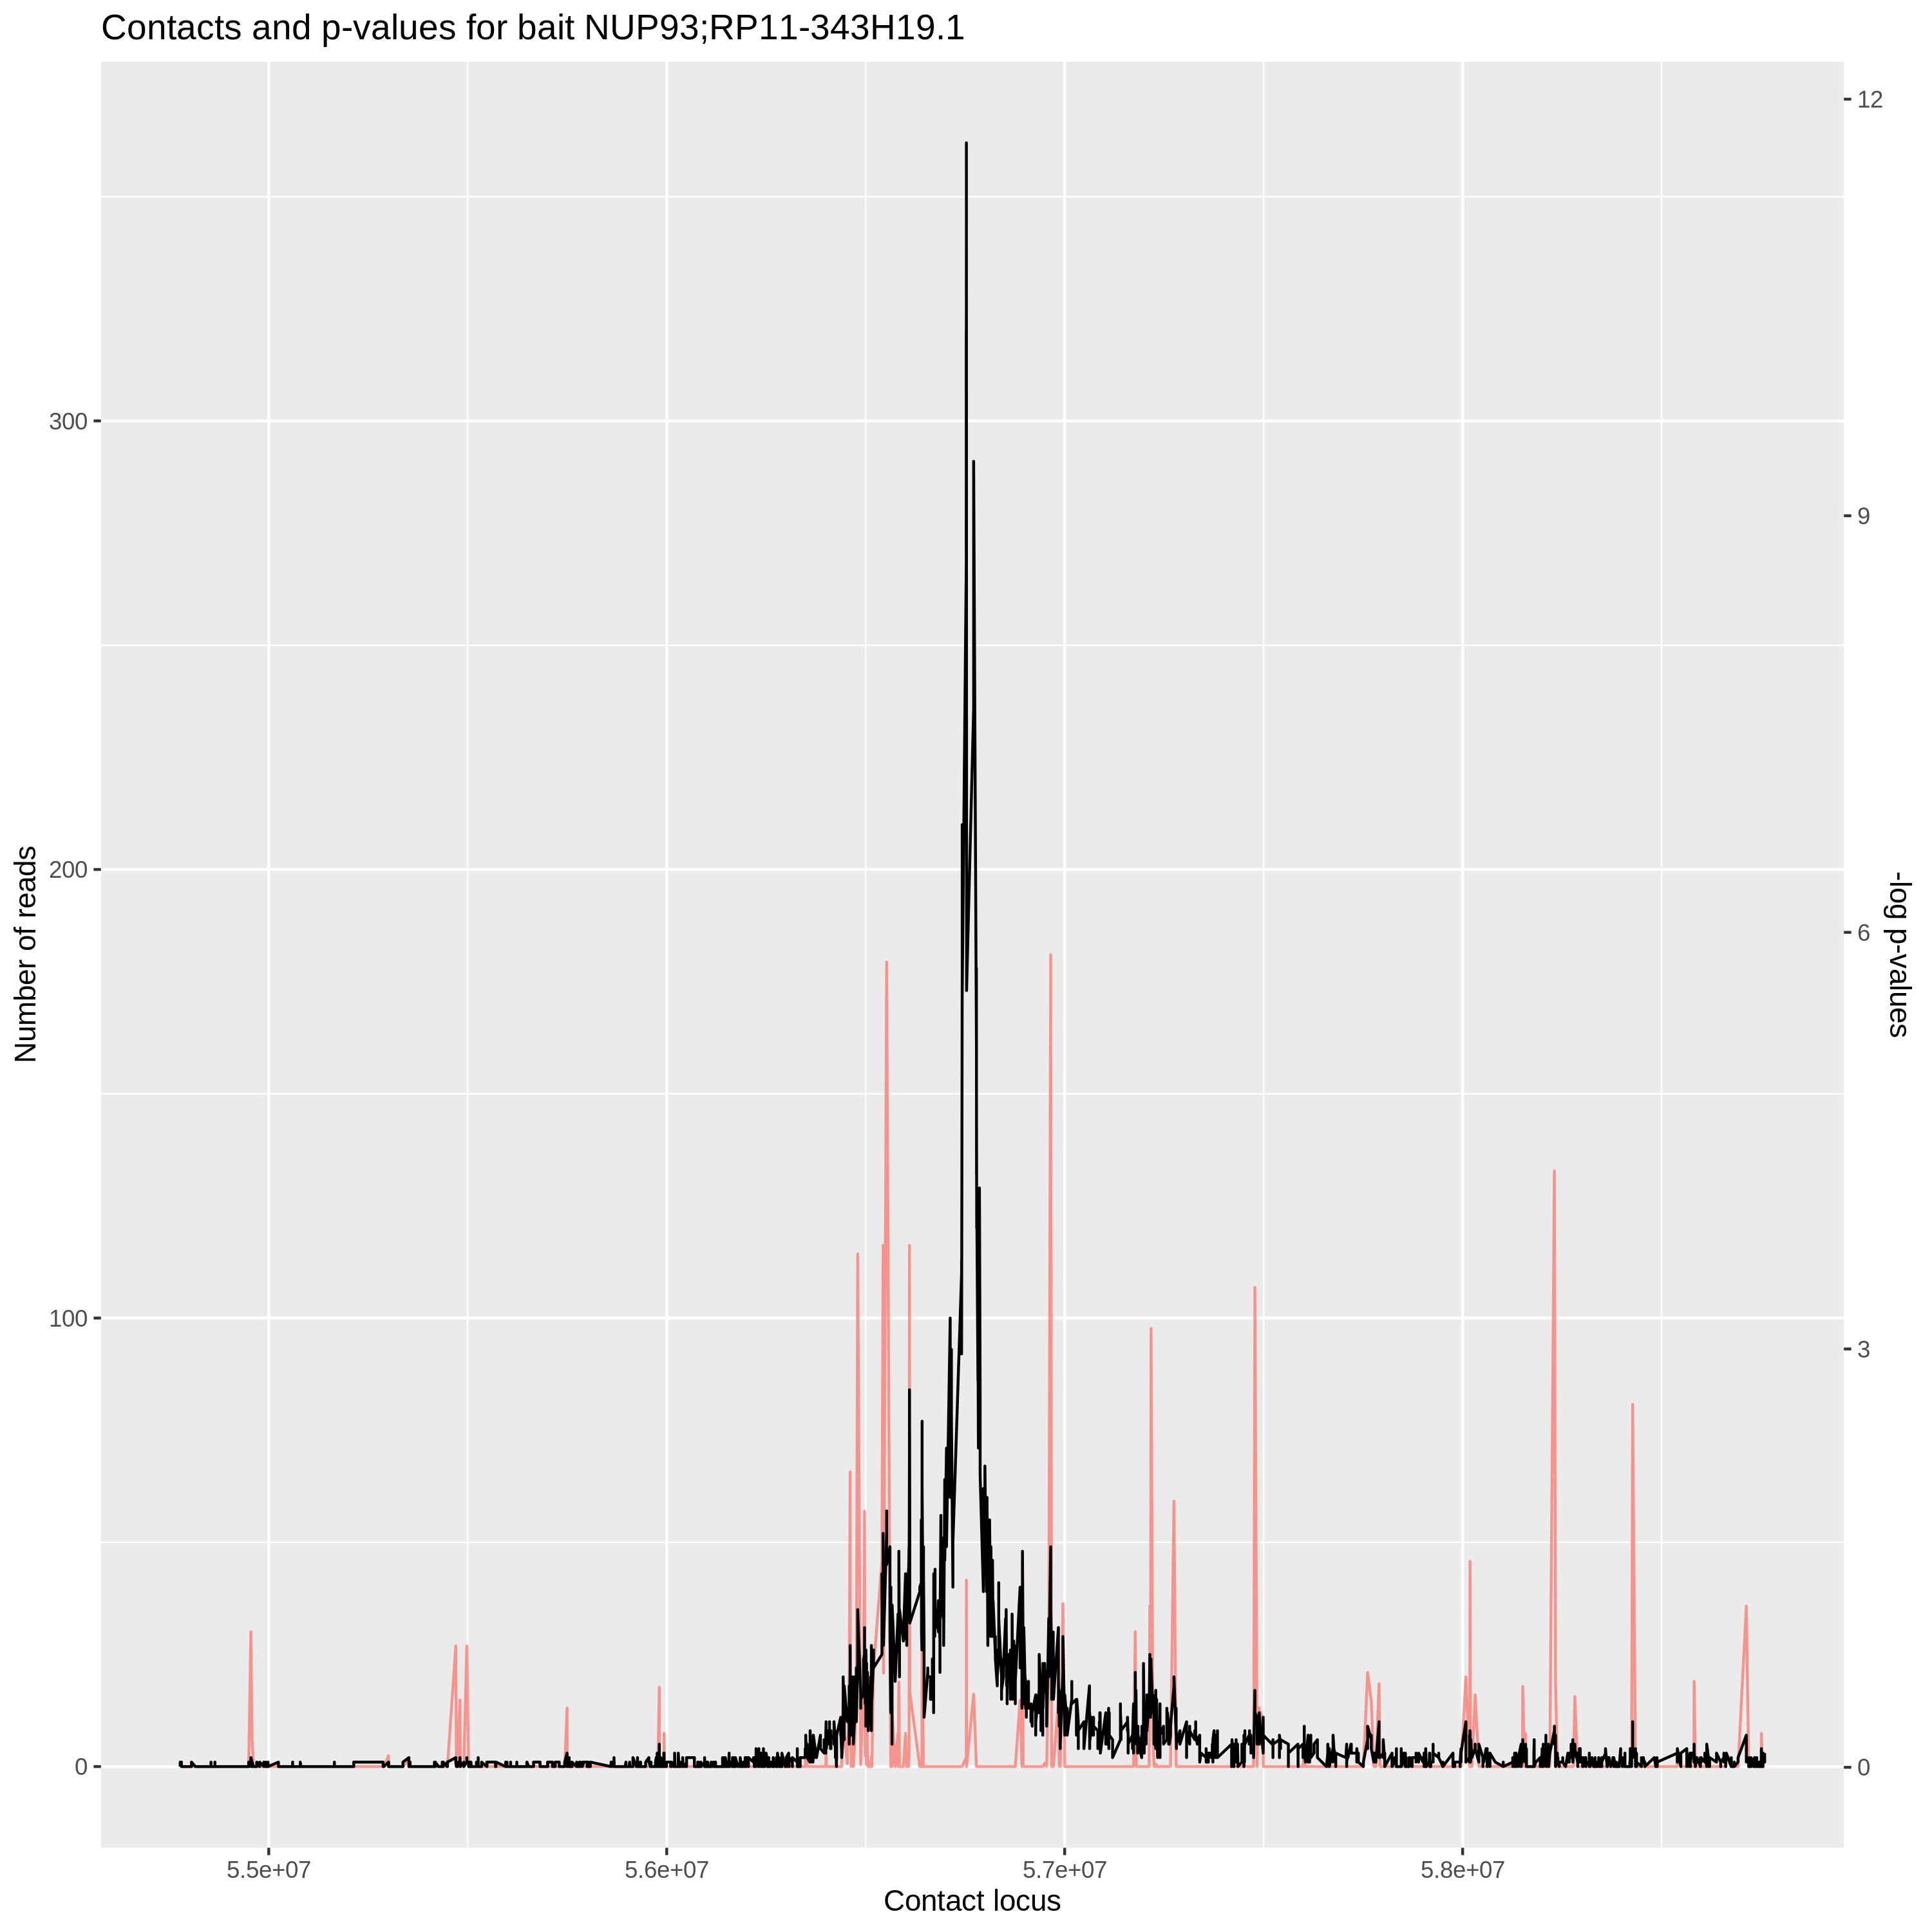 Contacts and p-values for bait NUP93;RP11-343H19.1
12
300
9
200
6
Number of reads
-log p-values
100
3
0
0
5.5e+07
5.6e+07
5.7e+07
5.8e+07
Contact locus